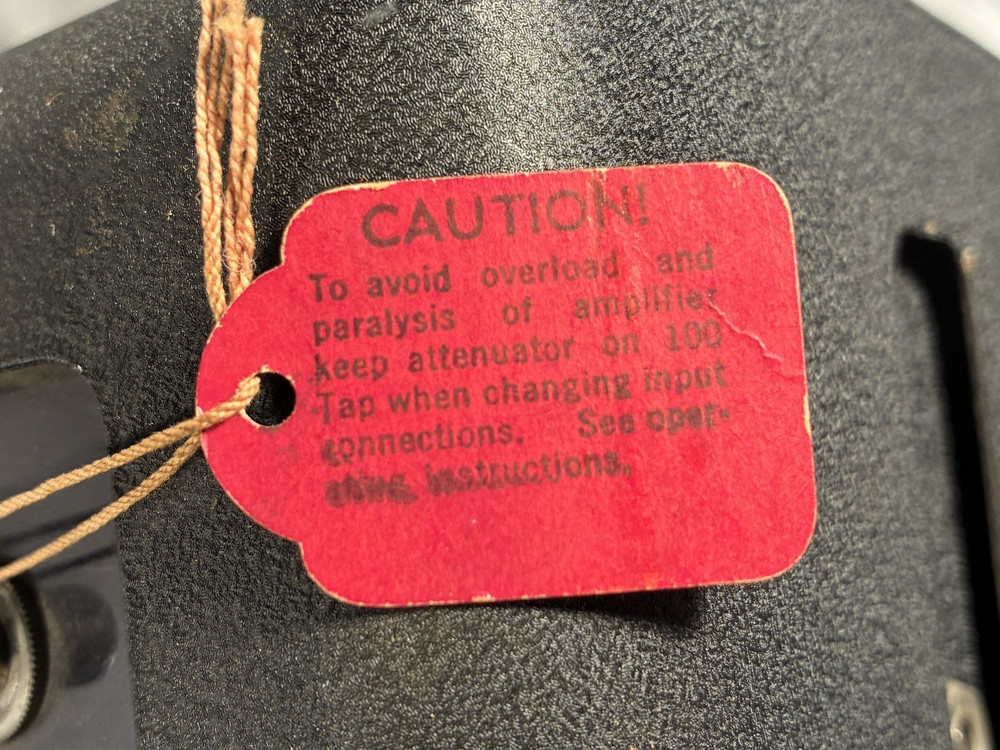 CAUTION!
To avoid overload and
paralysis of amplifier
keep attenuator on 100
Tap when changing input
connections. See oper-
ating instructions.